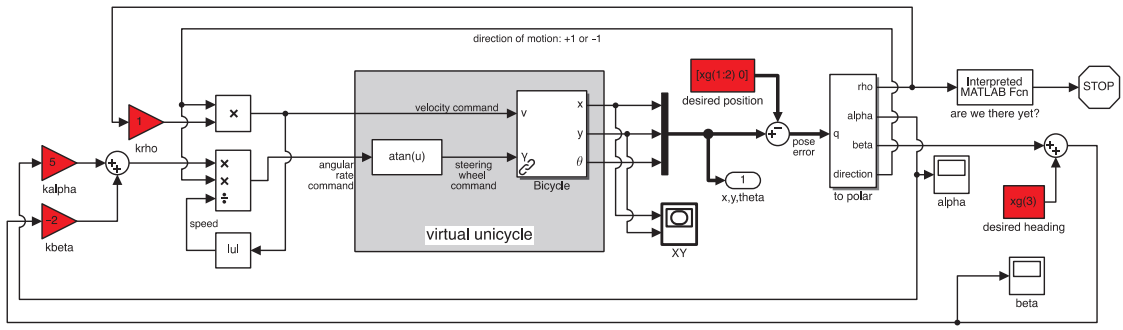 direction of motion: +1 or −1
[xg(1:2) 0]
desired position
rho
alpha
q
beta
direction
to polar
Interpreted
MATLAB Fcn
are we there yet?
STOP
1
krho
×
velocity command
v
x
y
θ
γ
Bicycle
atan(u)
angular
rate
command
steering
wheel command
pose
error
5
kalpha
×
×
÷
−2
kbeta
speed
|u|
virtual unicycle
1
x,y,theta
XY
alpha
xg(3)
desired heading
beta